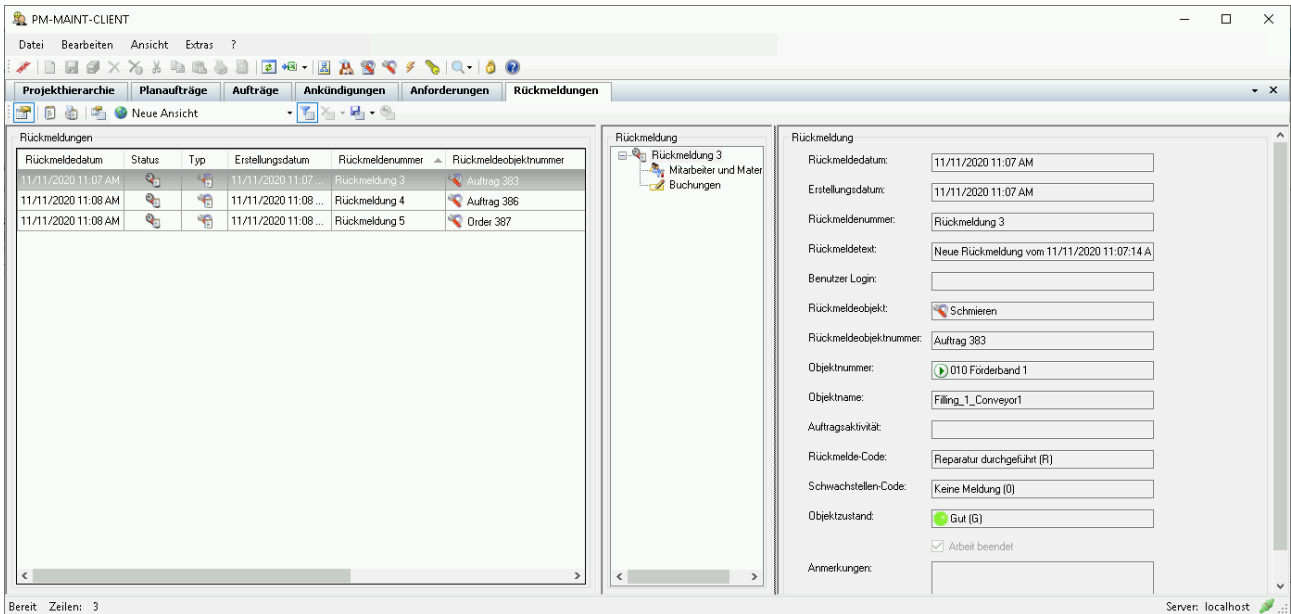 PM-MAINT-CLIENT
Datei Bearbeiten Ansicht Extras ?
Projekthierarchie Planaufträge Aufträge Ankündigungen Anforderungen Rückmeldungen
Neue Ansicht
Rückmeldungen
Rückmeldedatum Status Typ Erstellungsdatum Rückmeldenummer Rückmeldeobjektnummer
11/11/2020 11:07 AM 11/11/2020 11:07 ... Rückmeldung 3 Auftrag 383
11/11/2020 11:08 AM 11/11/2020 11:08 ... Rückmeldung 4 Auftrag 386
11/11/2020 11:08 AM 11/11/2020 11:08 ... Rückmeldung 5 Order 387
Rückmeldung
Rückmeldung 3
Mitarbeiter und Mater
Buchungen
Rückmeldung
Rückmeldedatum: 11/11/2020 11:07 AM
Erstellungsdatum: 11/11/2020 11:07 AM
Rückmeldenummer: Rückmeldung 3
Rückmeldetext: Neue Rückmeldung vom 11/11/2020 11:07:14 A
Benutzer Login:
Rückmeldeobjekt: Schmieren
Rückmeldeobjektnummer: Auftrag 383
Objektnummer: 010 Förderband 1
Objektname: Filling_1_Conveyor1
Auftragsaktivität:
Rückmelde-Code: Reparatur durchgeführt (R)
Schwachstellen-Code: Keine Meldung (0)
Objektzustand: Gut (G)
Arbeit beendet
Anmerkungen:
Bereit Zeilen: 3
Server: localhost